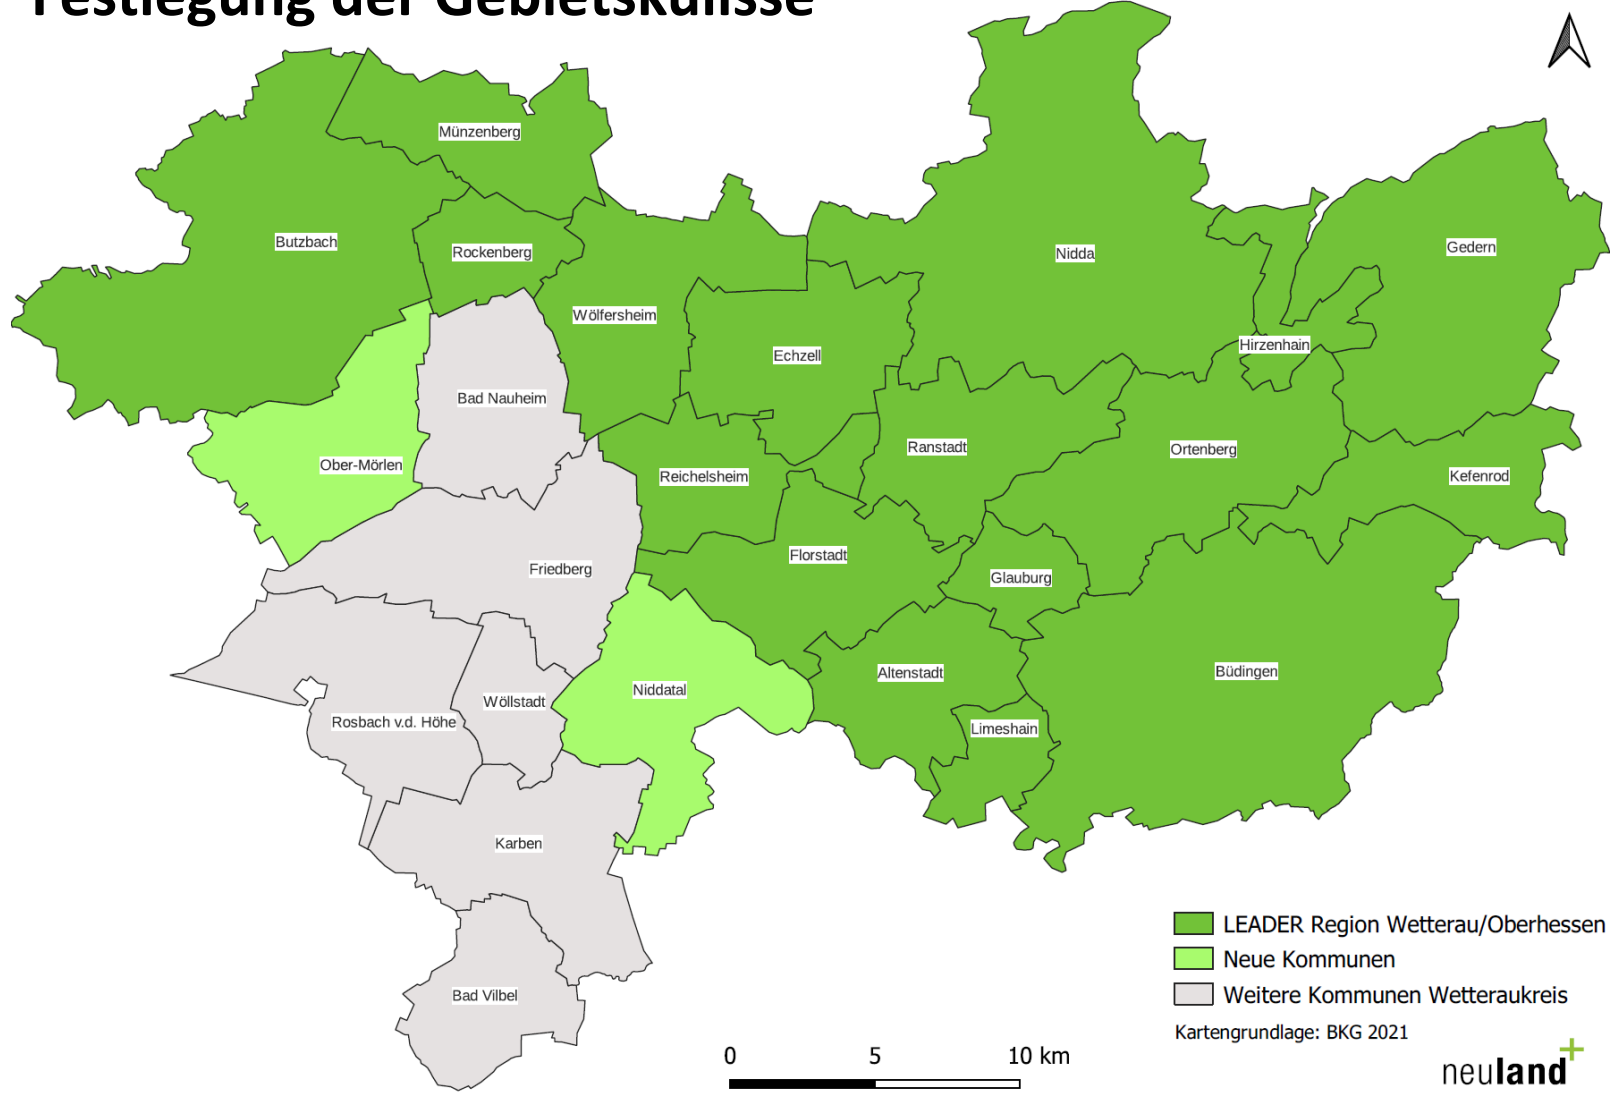 Festlegung der Gebietskulisse
Münzenberg
Butzbach
Rockenberg
Nidda
Gedern
Wölfersheim
Hirzenhain
Echzell
Bad Nauheim
Ranstadt
Ortenberg
Ober-Mörlen
Reichelsheim
Kefenrod
Florstadt
Friedberg
Glauburg
Altenstadt
Büdingen
Niddatal
Wöllstadt
Rosbach v.d. Höhe
Limeshain
Karben
Bad Vilbel
LEADER Region Wetterau/Oberhessen
Neue Kommunen
Weitere Kommunen Wetteraukreis
Kartengrundlage: BKG 2021
0 5 10 km
neuland+